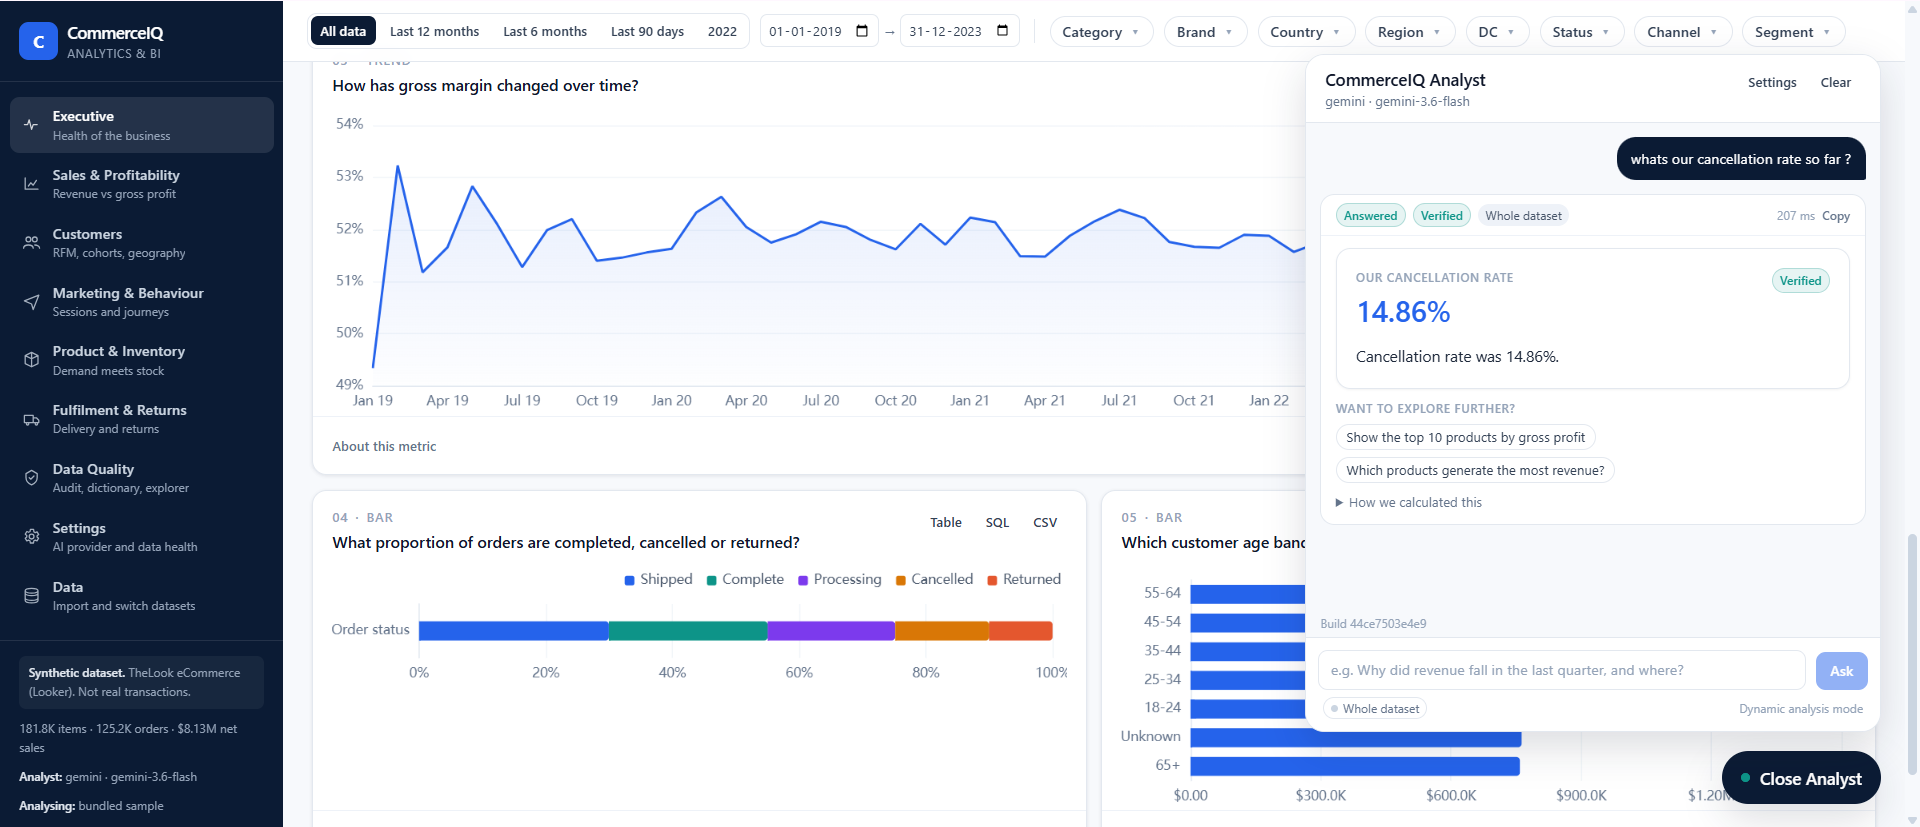 CommerceIQ
ANALYTICS & BI
Executive
Health of the business
Sales & Profitability
Revenue vs gross profit
Customers
RFM, cohorts, geography
Marketing & Behaviour
Sessions and journeys
Product & Inventory
Demand meets stock
Fulfilment & Returns
Delivery and returns
Data Quality
Audit, dictionary, explorer
Settings
AI provider and data health
Data
Import and switch datasets
Synthetic dataset. TheLook eCommerce
(Looker). Not real transactions.
181.8K items · 125.2K orders · $8.13M net
sales
Analyst: gemini · gemini-3.6-flash
Analysing: bundled sample
All data Last 12 months Last 6 months Last 90 days 2022 01-01-2019 → 31-12-2023 Category Brand Country Region DC Status Channel Segment
03 · TREND
How has gross margin changed over time?
54%
53%
52%
51%
50%
49%
Jan 19 Apr 19 Jul 19 Oct 19 Jan 20 Apr 20 Jul 20 Oct 20 Jan 21 Apr 21 Jul 21 Oct 21 Jan 22
About this metric
04 · BAR
Table SQL CSV
What proportion of orders are completed, cancelled or returned?
Shipped Complete Processing Cancelled Returned
Order status
0% 20% 40% 60% 80% 100%
05 · BAR
Which customer age band
55-64
45-54
35-44
25-34
18-24
Unknown
65+
$0.00 $300.0K $600.0K $900.0K $1.20M
CommerceIQ Analyst
gemini · gemini-3.6-flash
Settings Clear
whats our cancellation rate so far ?
Answered Verified Whole dataset 207 ms Copy
OUR CANCELLATION RATE
Verified
14.86%
Cancellation rate was 14.86%.
WANT TO EXPLORE FURTHER?
Show the top 10 products by gross profit
Which products generate the most revenue?
How we calculated this
Build 44ce7503e4e9
e.g. Why did revenue fall in the last quarter, and where?
Ask
Whole dataset
Dynamic analysis mode
Close Analyst